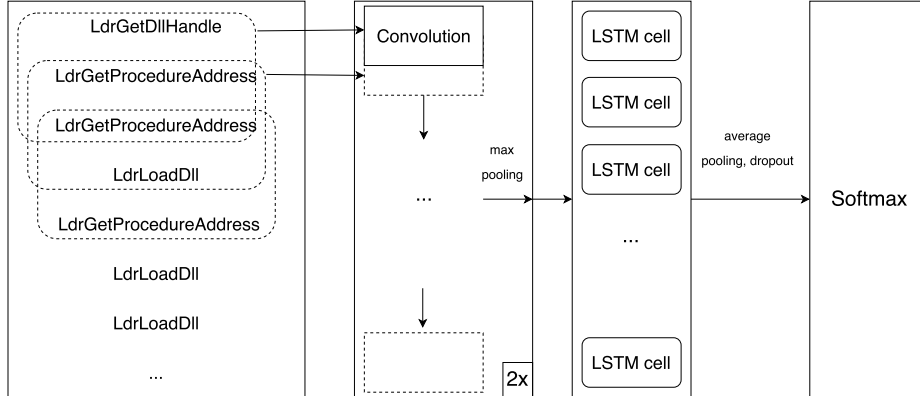 LdrGetDllHandle
LdrGetProcedureAddress
LdrGetProcedureAddress
LdrLoadDll
LdrGetProcedureAddress
LdrLoadDll
LdrLoadDll
...
Convolution
...
2x
max
pooling
LSTM cell
LSTM cell
LSTM cell
...
LSTM cell
average
pooling, dropout
Softmax